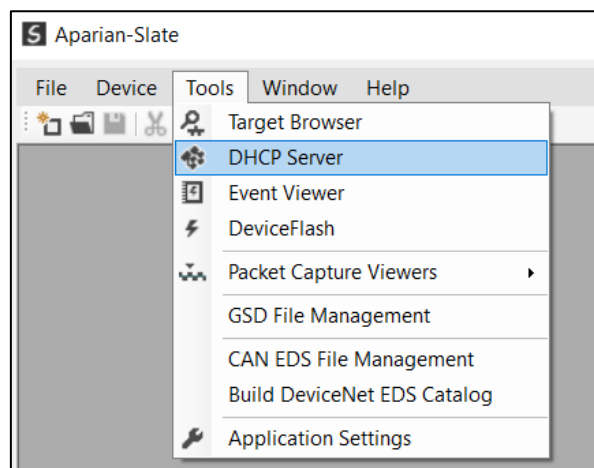 Aparian-Slate
File Device Tools Window Help
Target Browser
DHCP Server
Event Viewer
DeviceFlash
Packet Capture Viewers
GSD File Management
CAN EDS File Management
Build DeviceNet EDS Catalog
Application Settings